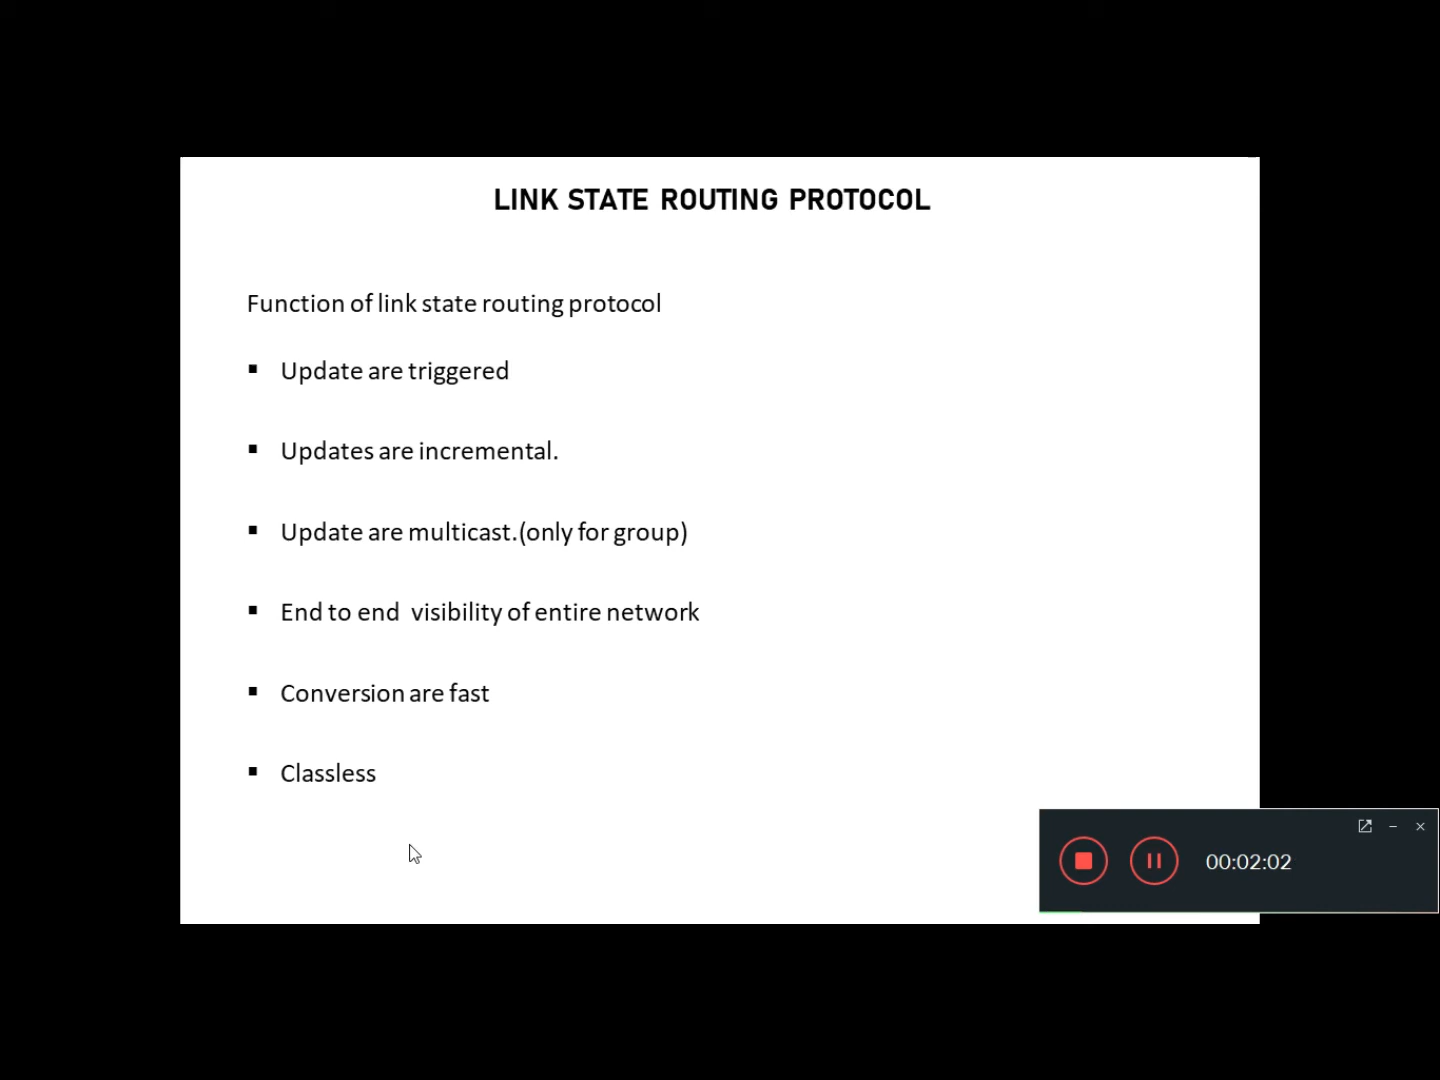 LINK STATE ROUTING PROTOCOL
Function of link state routing protocol
▪ Update are triggered
▪ Updates are incremental.
▪ Update are multicast.(only for group)
▪ End to end  visibility of entire network
▪ Conversion are fast
▪ Classless
00:02:02